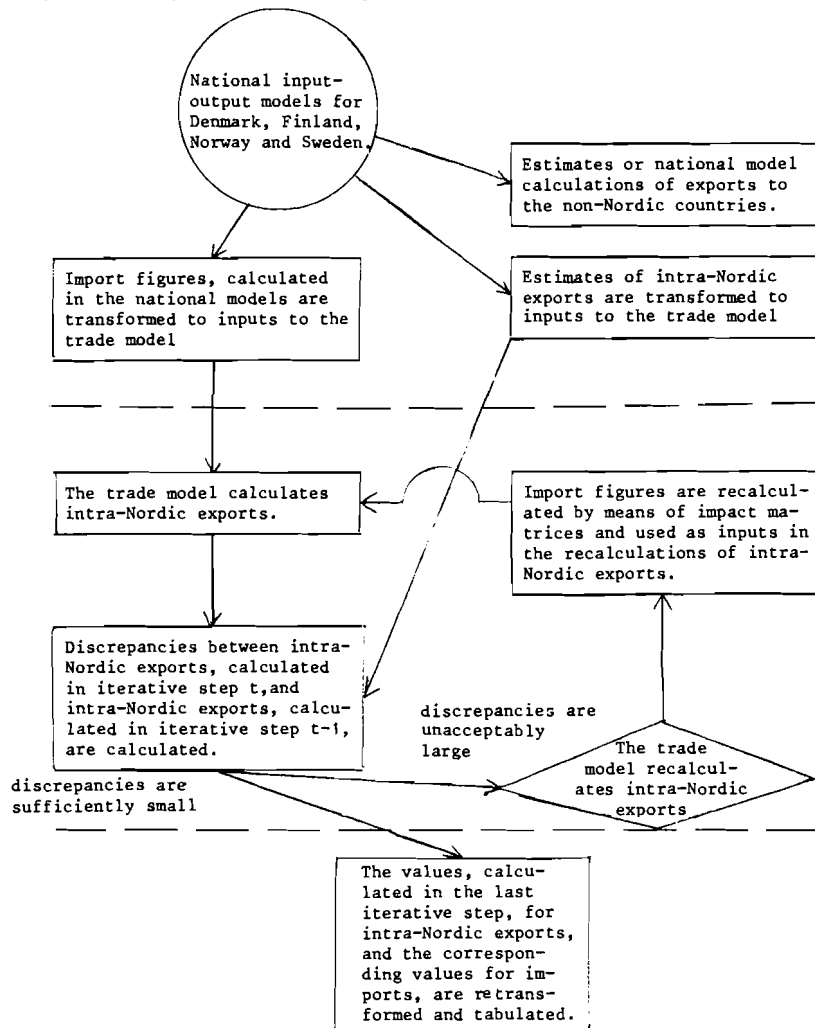 National input-
output models for
Denmark, Finland,
Norway and Sweden.
Estimates or national model
calculations of exports to
the non-Nordic countries.
Import figures, calculated
in the national models are
transformed to inputs to the
trade model
Estimates of intra-Nordic
exports are transformed to
inputs to the trade model
The trade model calculates
intra-Nordic exports.
Import figures are recalcul-
ated by means of impact ma-
trices and used as inputs in
the recalculations of intra-
Nordic exports.
Discrepancies between intra-
Nordic exports, calculated
in iterative step t,and
intra-Nordic exports, calcu-
lated in iterative step t-1,
are calculated.
discrepancies are
unacceptably
large
The trade
model recalcul-
ates intra-Nordic
exports
discrepancies are
sufficiently small
The values, calcu-
lated in the last
iterative step, for
intra-Nordic exports,
and the correspon-
ding values for im-
ports, are retrans-
formed and tabulated.